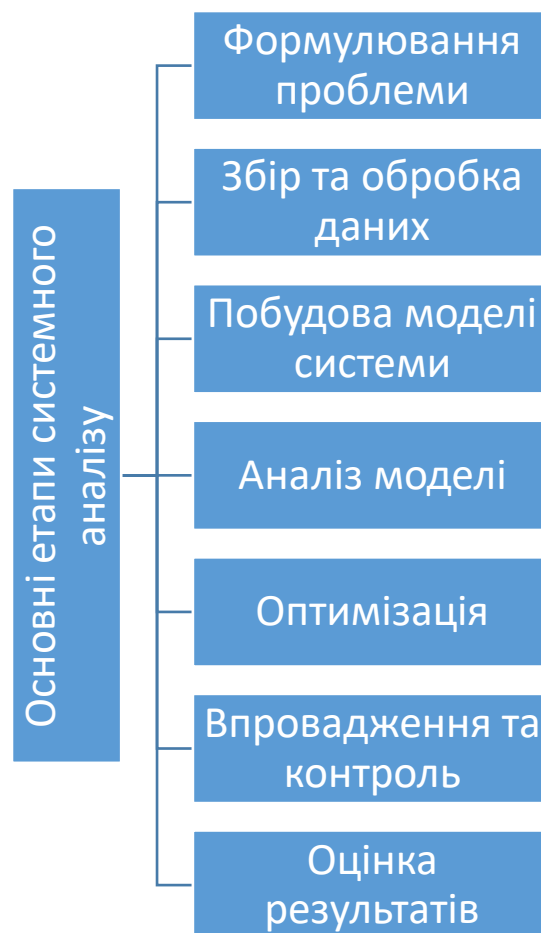 Основні етапи системного
аналізу
Формулювання
проблеми
Збір та обробка
даних
Побудова моделі
системи
Аналіз моделі
Оптимізація
Впровадження та
контроль
Оцінка
результатів